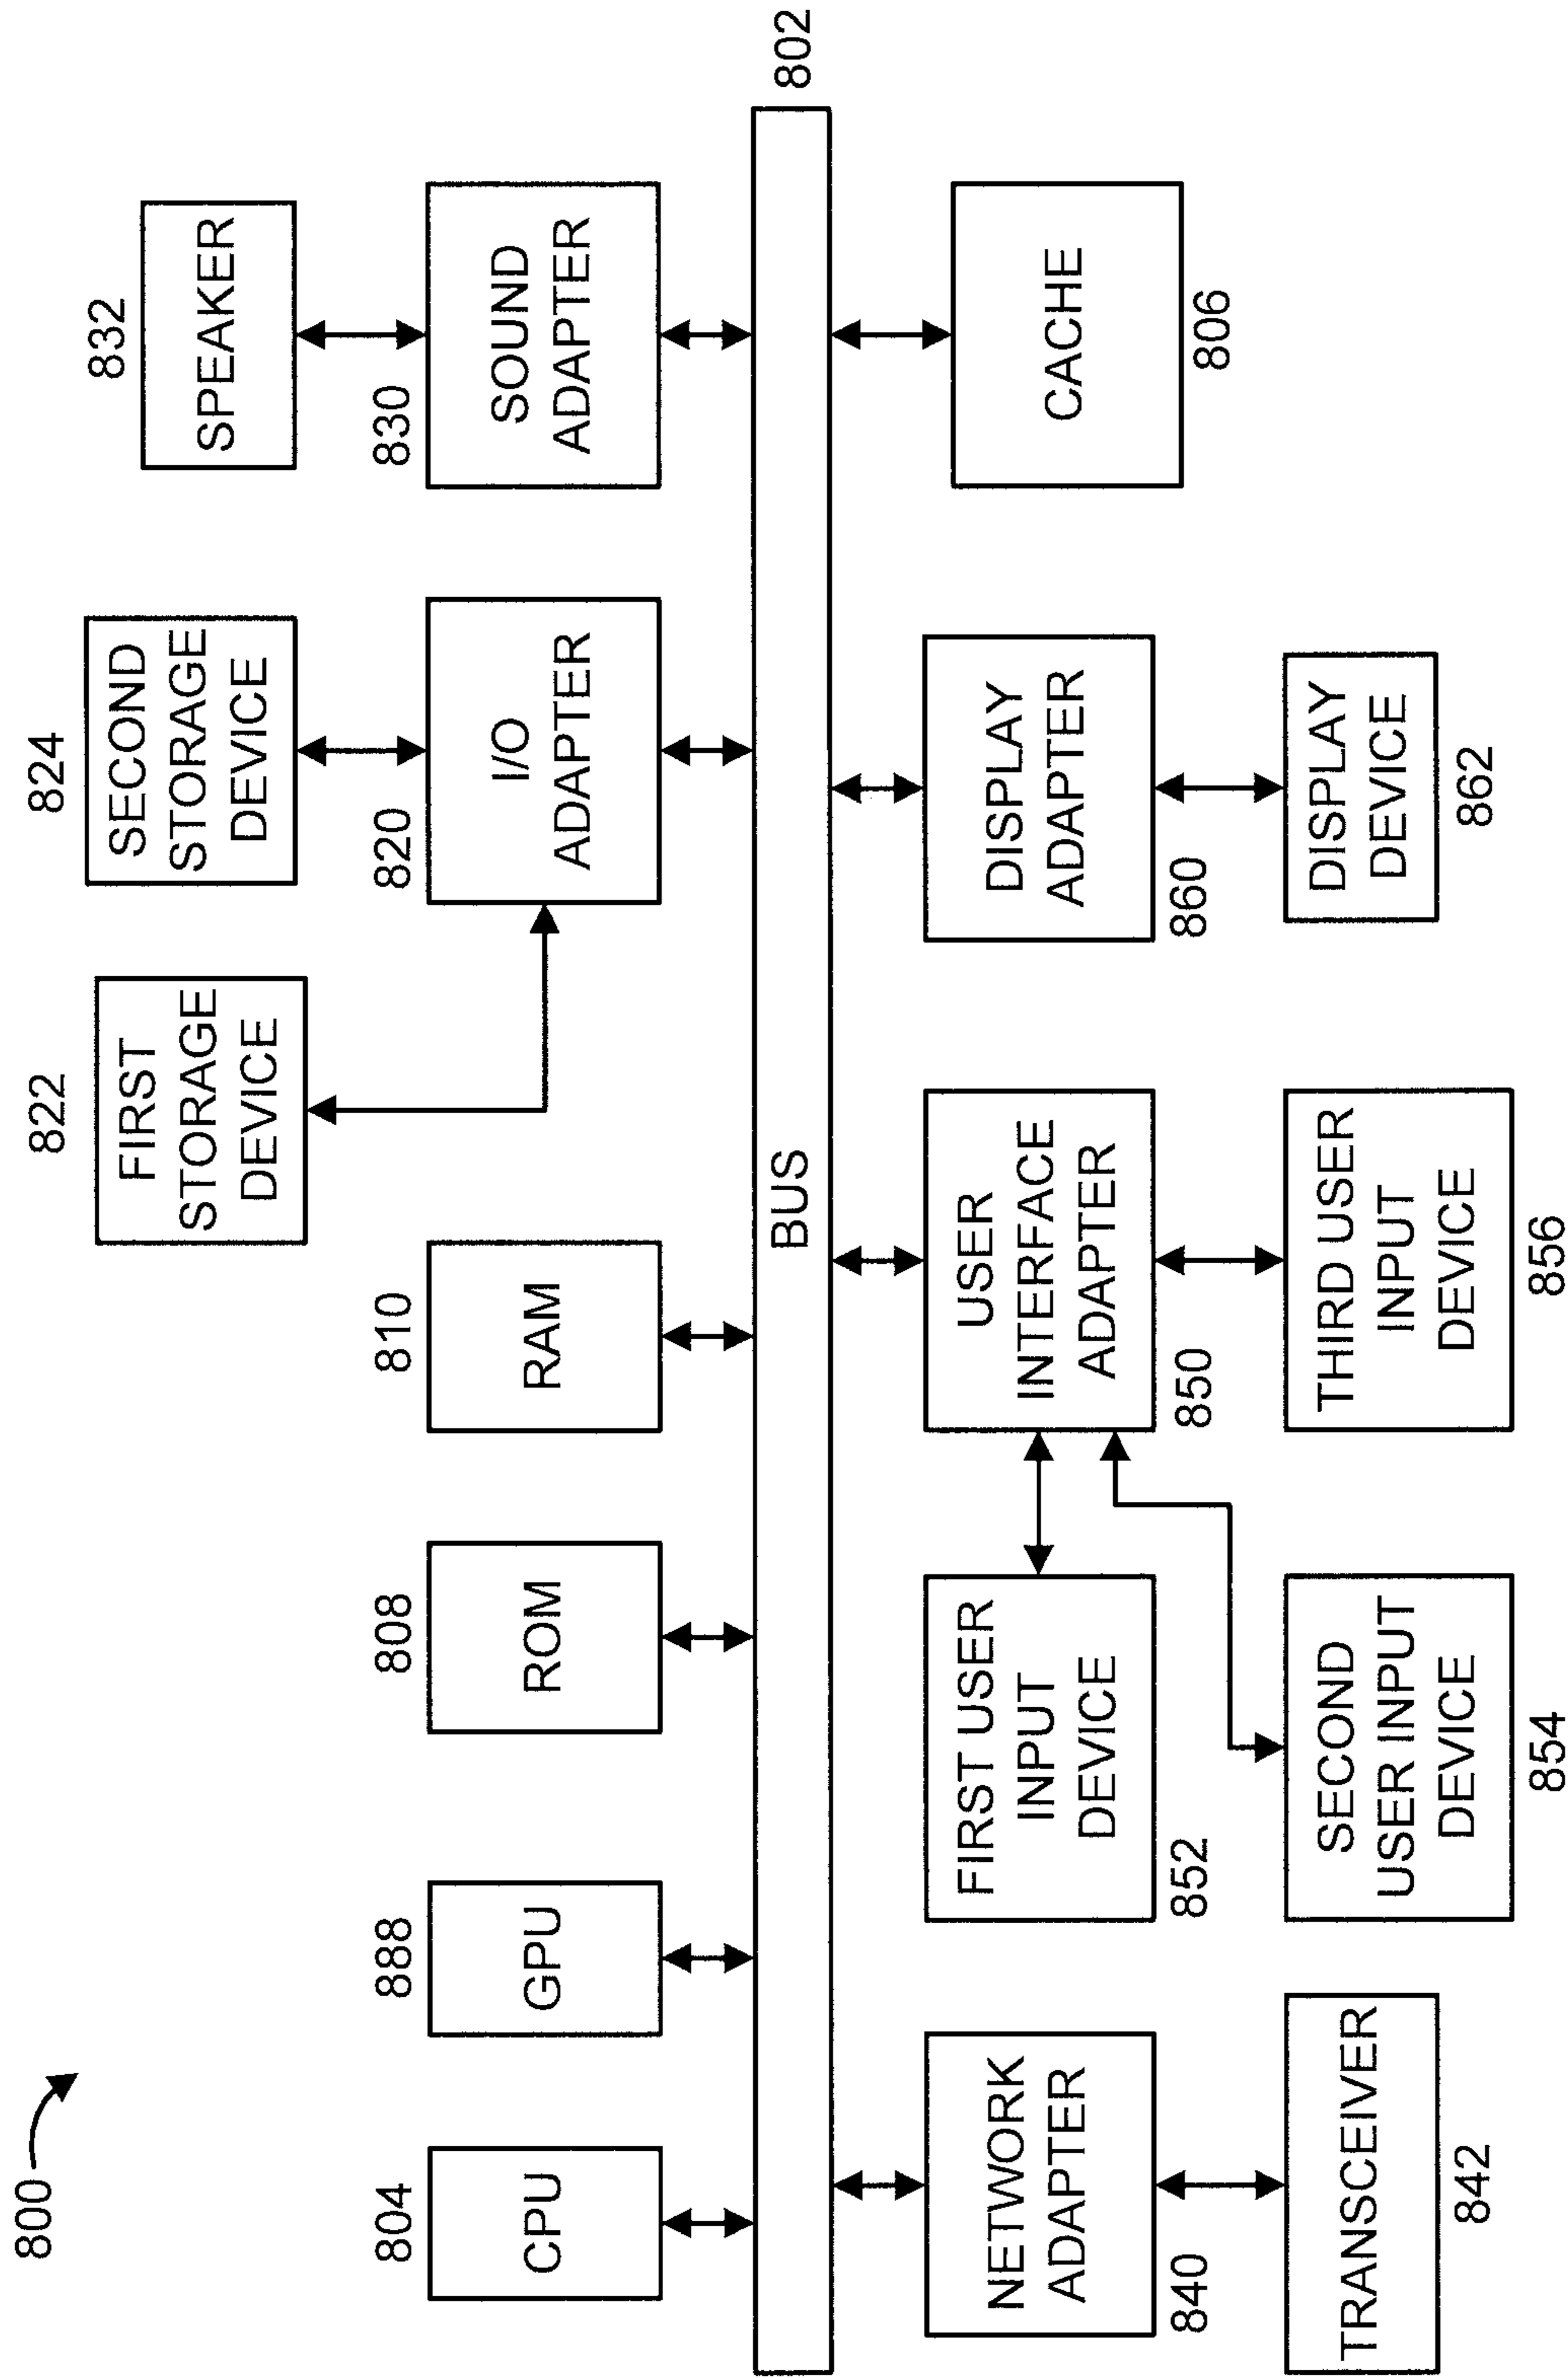 800
804
CPU
888
GPU
808
ROM
810
RAM
822
FIRST
STORAGE
DEVICE
824
SECOND
STORAGE
DEVICE
820
I/O
ADAPTER
832
SPEAKER
830
SOUND
ADAPTER
BUS
802
NETWORK
ADAPTER
840
TRANSCEIVER
842
FIRST USER
INPUT
DEVICE
852
SECOND
USER INPUT
DEVICE
854
USER
INTERFACE
ADAPTER
850
THIRD USER
INPUT
DEVICE
856
DISPLAY
ADAPTER
860
DISPLAY
DEVICE
862
CACHE
806